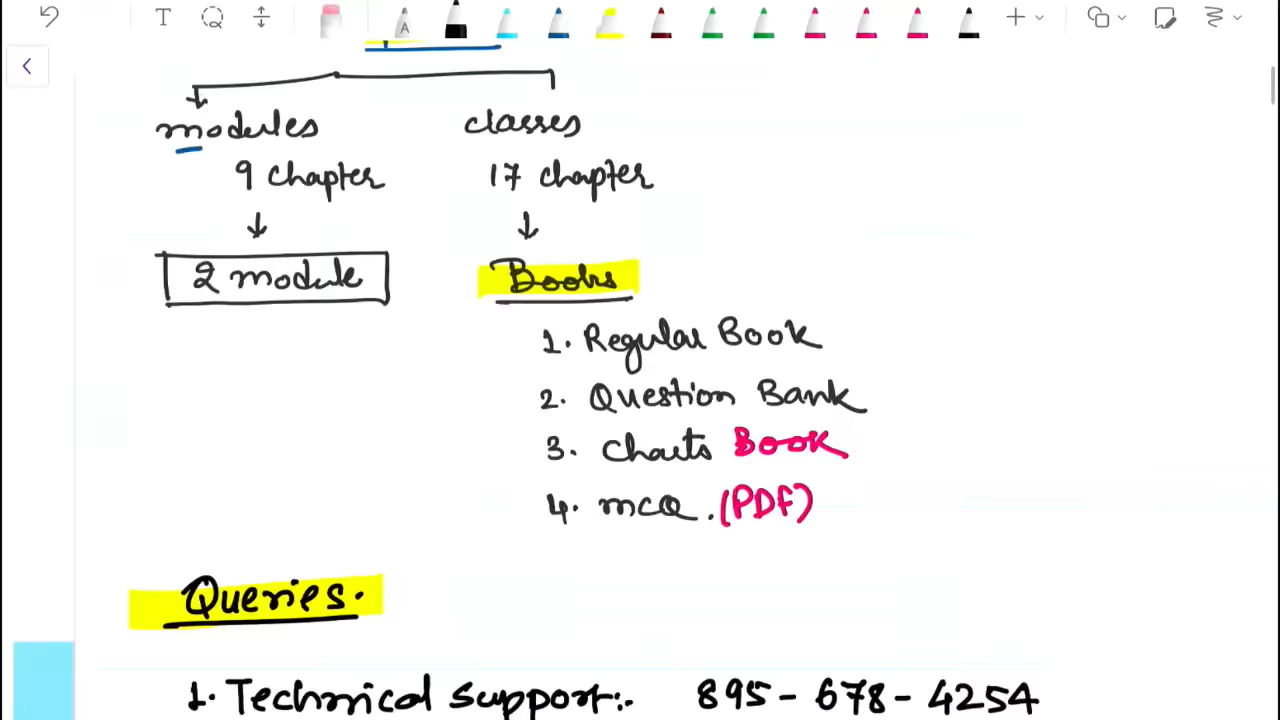 modules classes
9 chapter 17 chapter
2 module Books
1. Regular Book
2. Question Bank
3. Charts Book
4. mcQ. (PDF)
Queries.
1. Technical support:. 895-678-4254